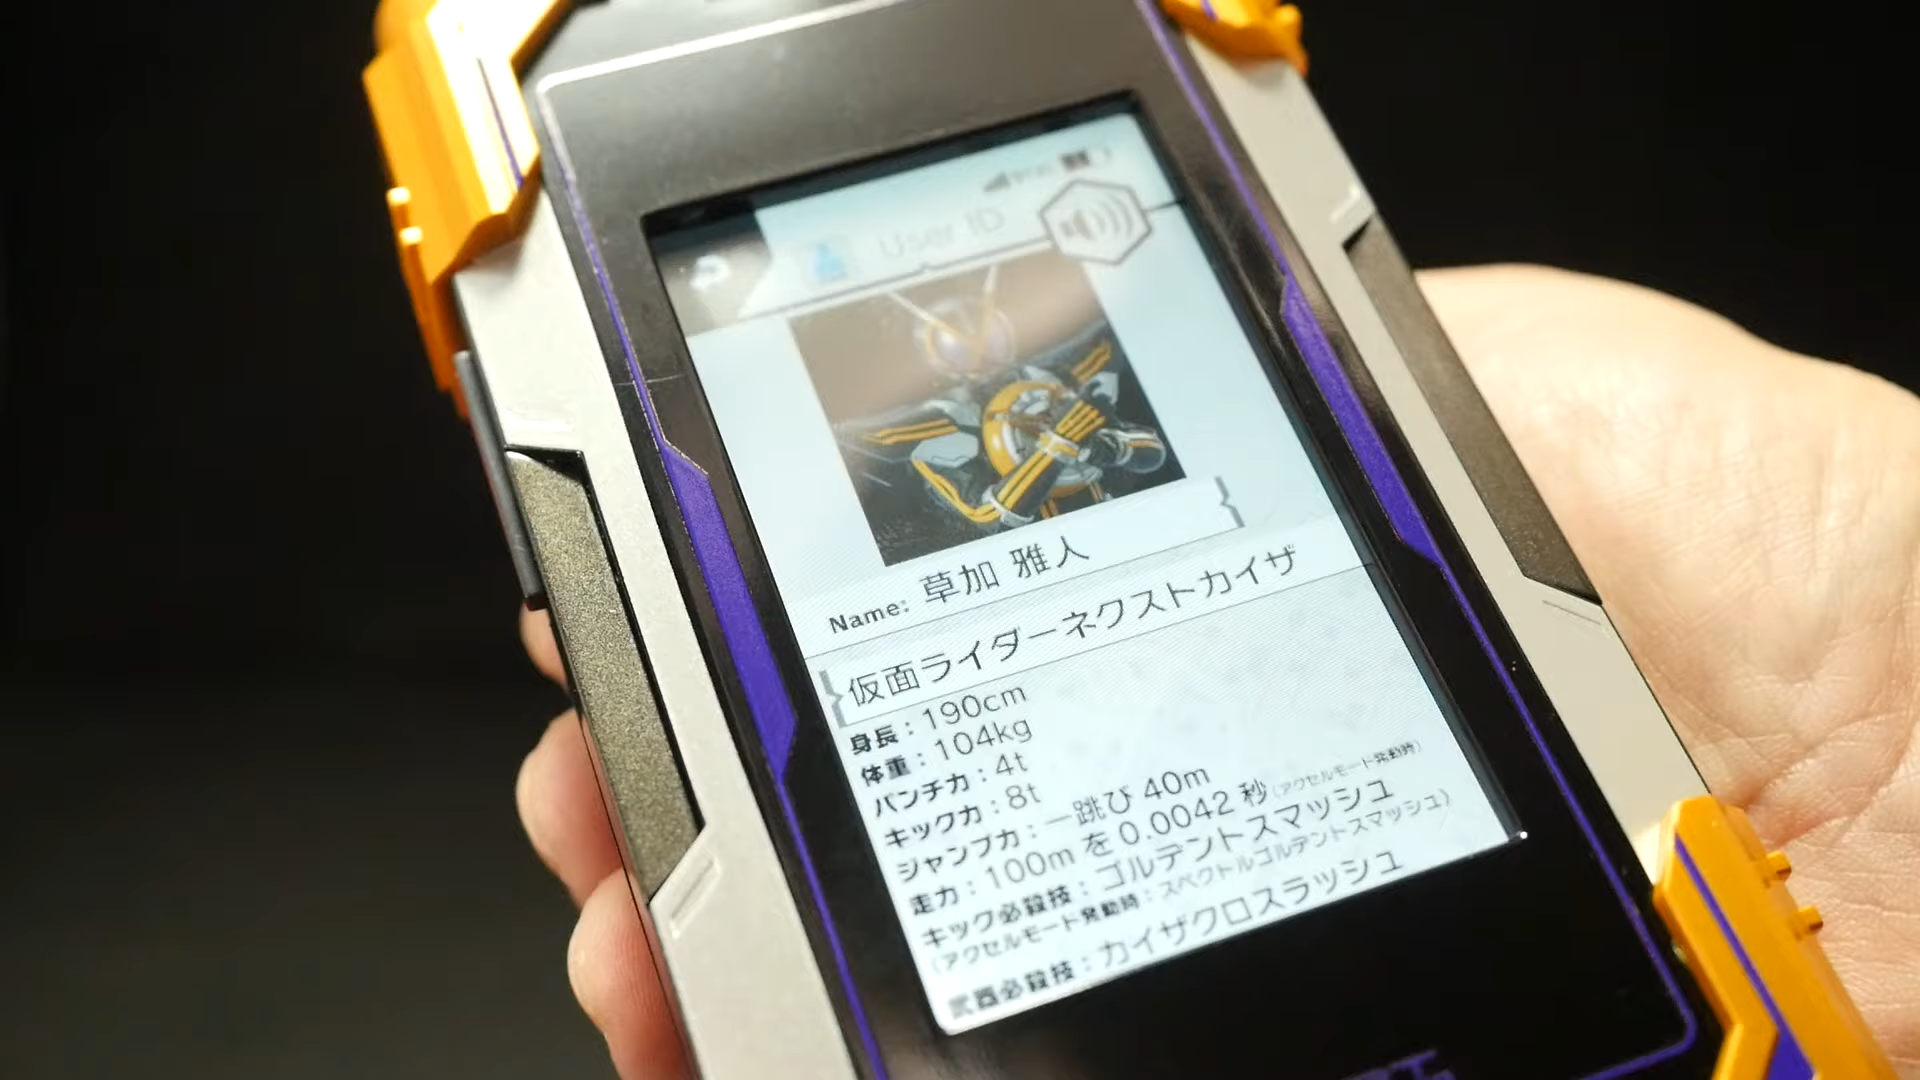 User ID
Name: 草加 雅人
仮面ライダーネクストカイザ
身長：190cm
体重：104kg
パンチ力：4t
キック力：8t
ジャンプ力：一跳び 40m
走力：100m を 0.0042 秒(アクセルモード発動時)
キック必殺技：ゴルデントスマッシュ
(アクセルモード発動時：スペクトルゴルデントスマッシュ)
武器必殺技：カイザクロスラッシュ